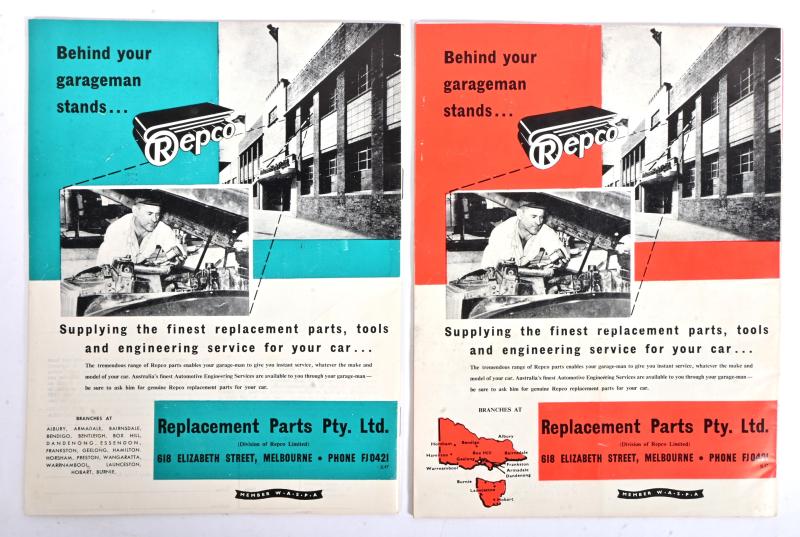 Behind your
garageman
stands...
Repco
Supplying the finest replacement parts, tools
and engineering service for your car...
The tremendous range of Repco parts enables your garage-man to give you instant service, whatever the make and
model of your car. Australia's finest Automotive Engineering Services are available to you through your garage-man—
be sure to ask him for genuine Repco replacement parts for your car.
BRANCHES AT
ALBURY, ARMADALE, BAIRNSDALE,
BENDIGO, BENTLEIGH, BOX HILL,
DANDENONG, ESSENDON,
FRANKSTON, GEELONG, HAMILTON,
HORSHAM, PRESTON, WANGARATTA,
WARRNAMBOOL, LAUNCESTON,
HOBART, BURNIE.
Replacement Parts Pty. Ltd.
(Division of Repco Limited)
618 ELIZABETH STREET, MELBOURNE • PHONE FJ0421
MEMBER W·A·S·P·A
Behind your
garageman
stands...
Repco
Supplying the finest replacement parts, tools
and engineering service for your car...
The tremendous range of Repco parts enables your garage-man to give you instant service, whatever the make and
model of your car. Australia's finest Automotive Engineering Services are available to you through your garage-man—
be sure to ask him for genuine Repco replacement parts for your car.
BRANCHES AT
Albury
Horsham
Bendigo
Box Hill
Bairnsdale
Geelong
Frankston
Warrnambool
Armadale
Dandenong
Burnie
Launceston
Hobart
Replacement Parts Pty. Ltd.
(Division of Repco Limited)
618 ELIZABETH STREET, MELBOURNE • PHONE FJ0421
MEMBER W·A·S·P·A